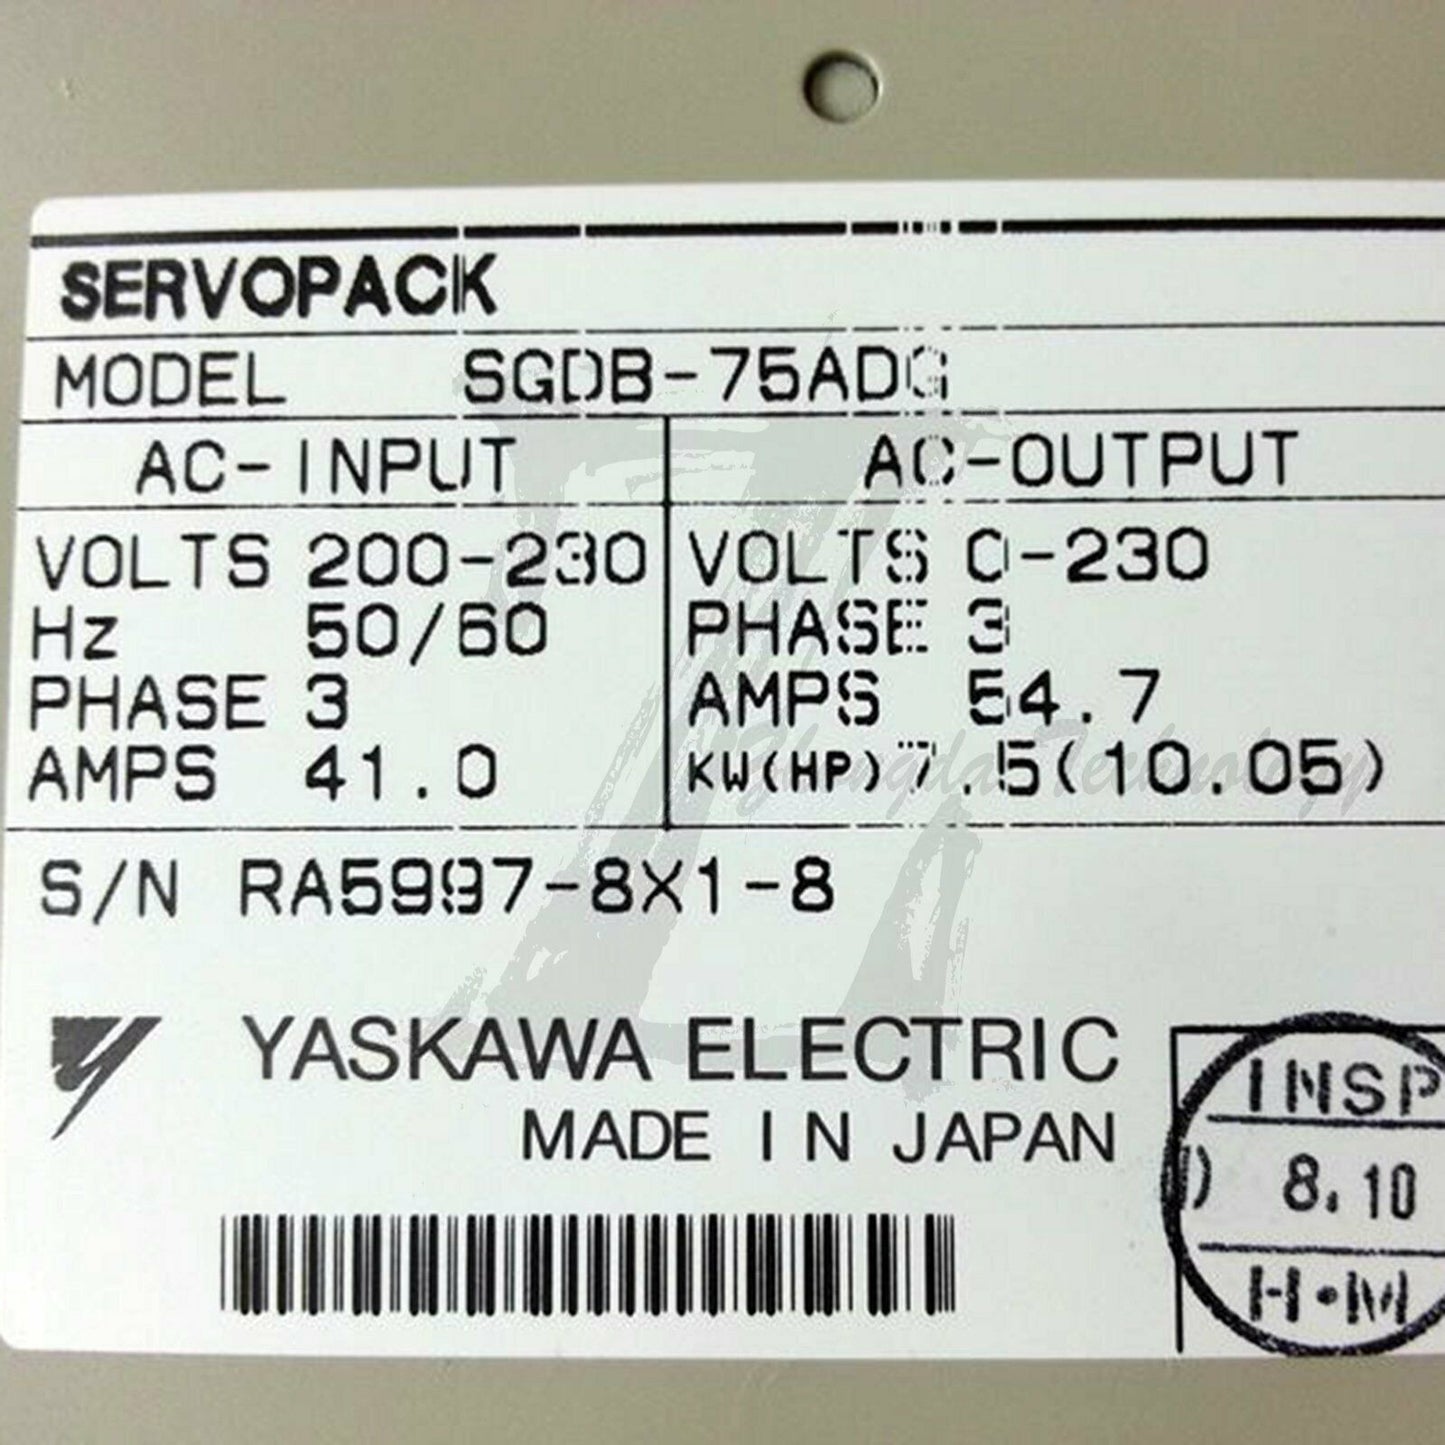 SERVOPACK
MODEL SGDB-75ADG
AC-INPUT AC-OUTPUT
VOLTS 200-230 VOLTS 0-230
Hz 50/60 PHASE 3
PHASE 3 AMPS 54.7
AMPS 41.0 KW(HP) 7.5(10.05)
S/N RA5997-8X1-8
YASKAWA ELECTRIC
MADE IN JAPAN
INSP
8.10
H·M
Technology